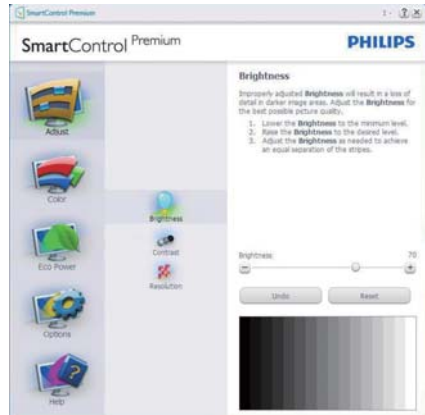 SmartControl Premium
SmartControl Premium
PHILIPS
Adjust
Color
Eco Power
Options
Help
Brightness
Contrast
Resolution
Brightness
Improperly adjusted Brightness will result in a loss of
detail in darker image areas. Adjust the Brightness for
the best possible picture quality.
1. Lower the Brightness to the minimum level.
2. Raise the Brightness to the desired level.
3. Adjust the Brightness as needed to achieve
an equal separation of the stripes.
Brightness: 70
Undo Reset